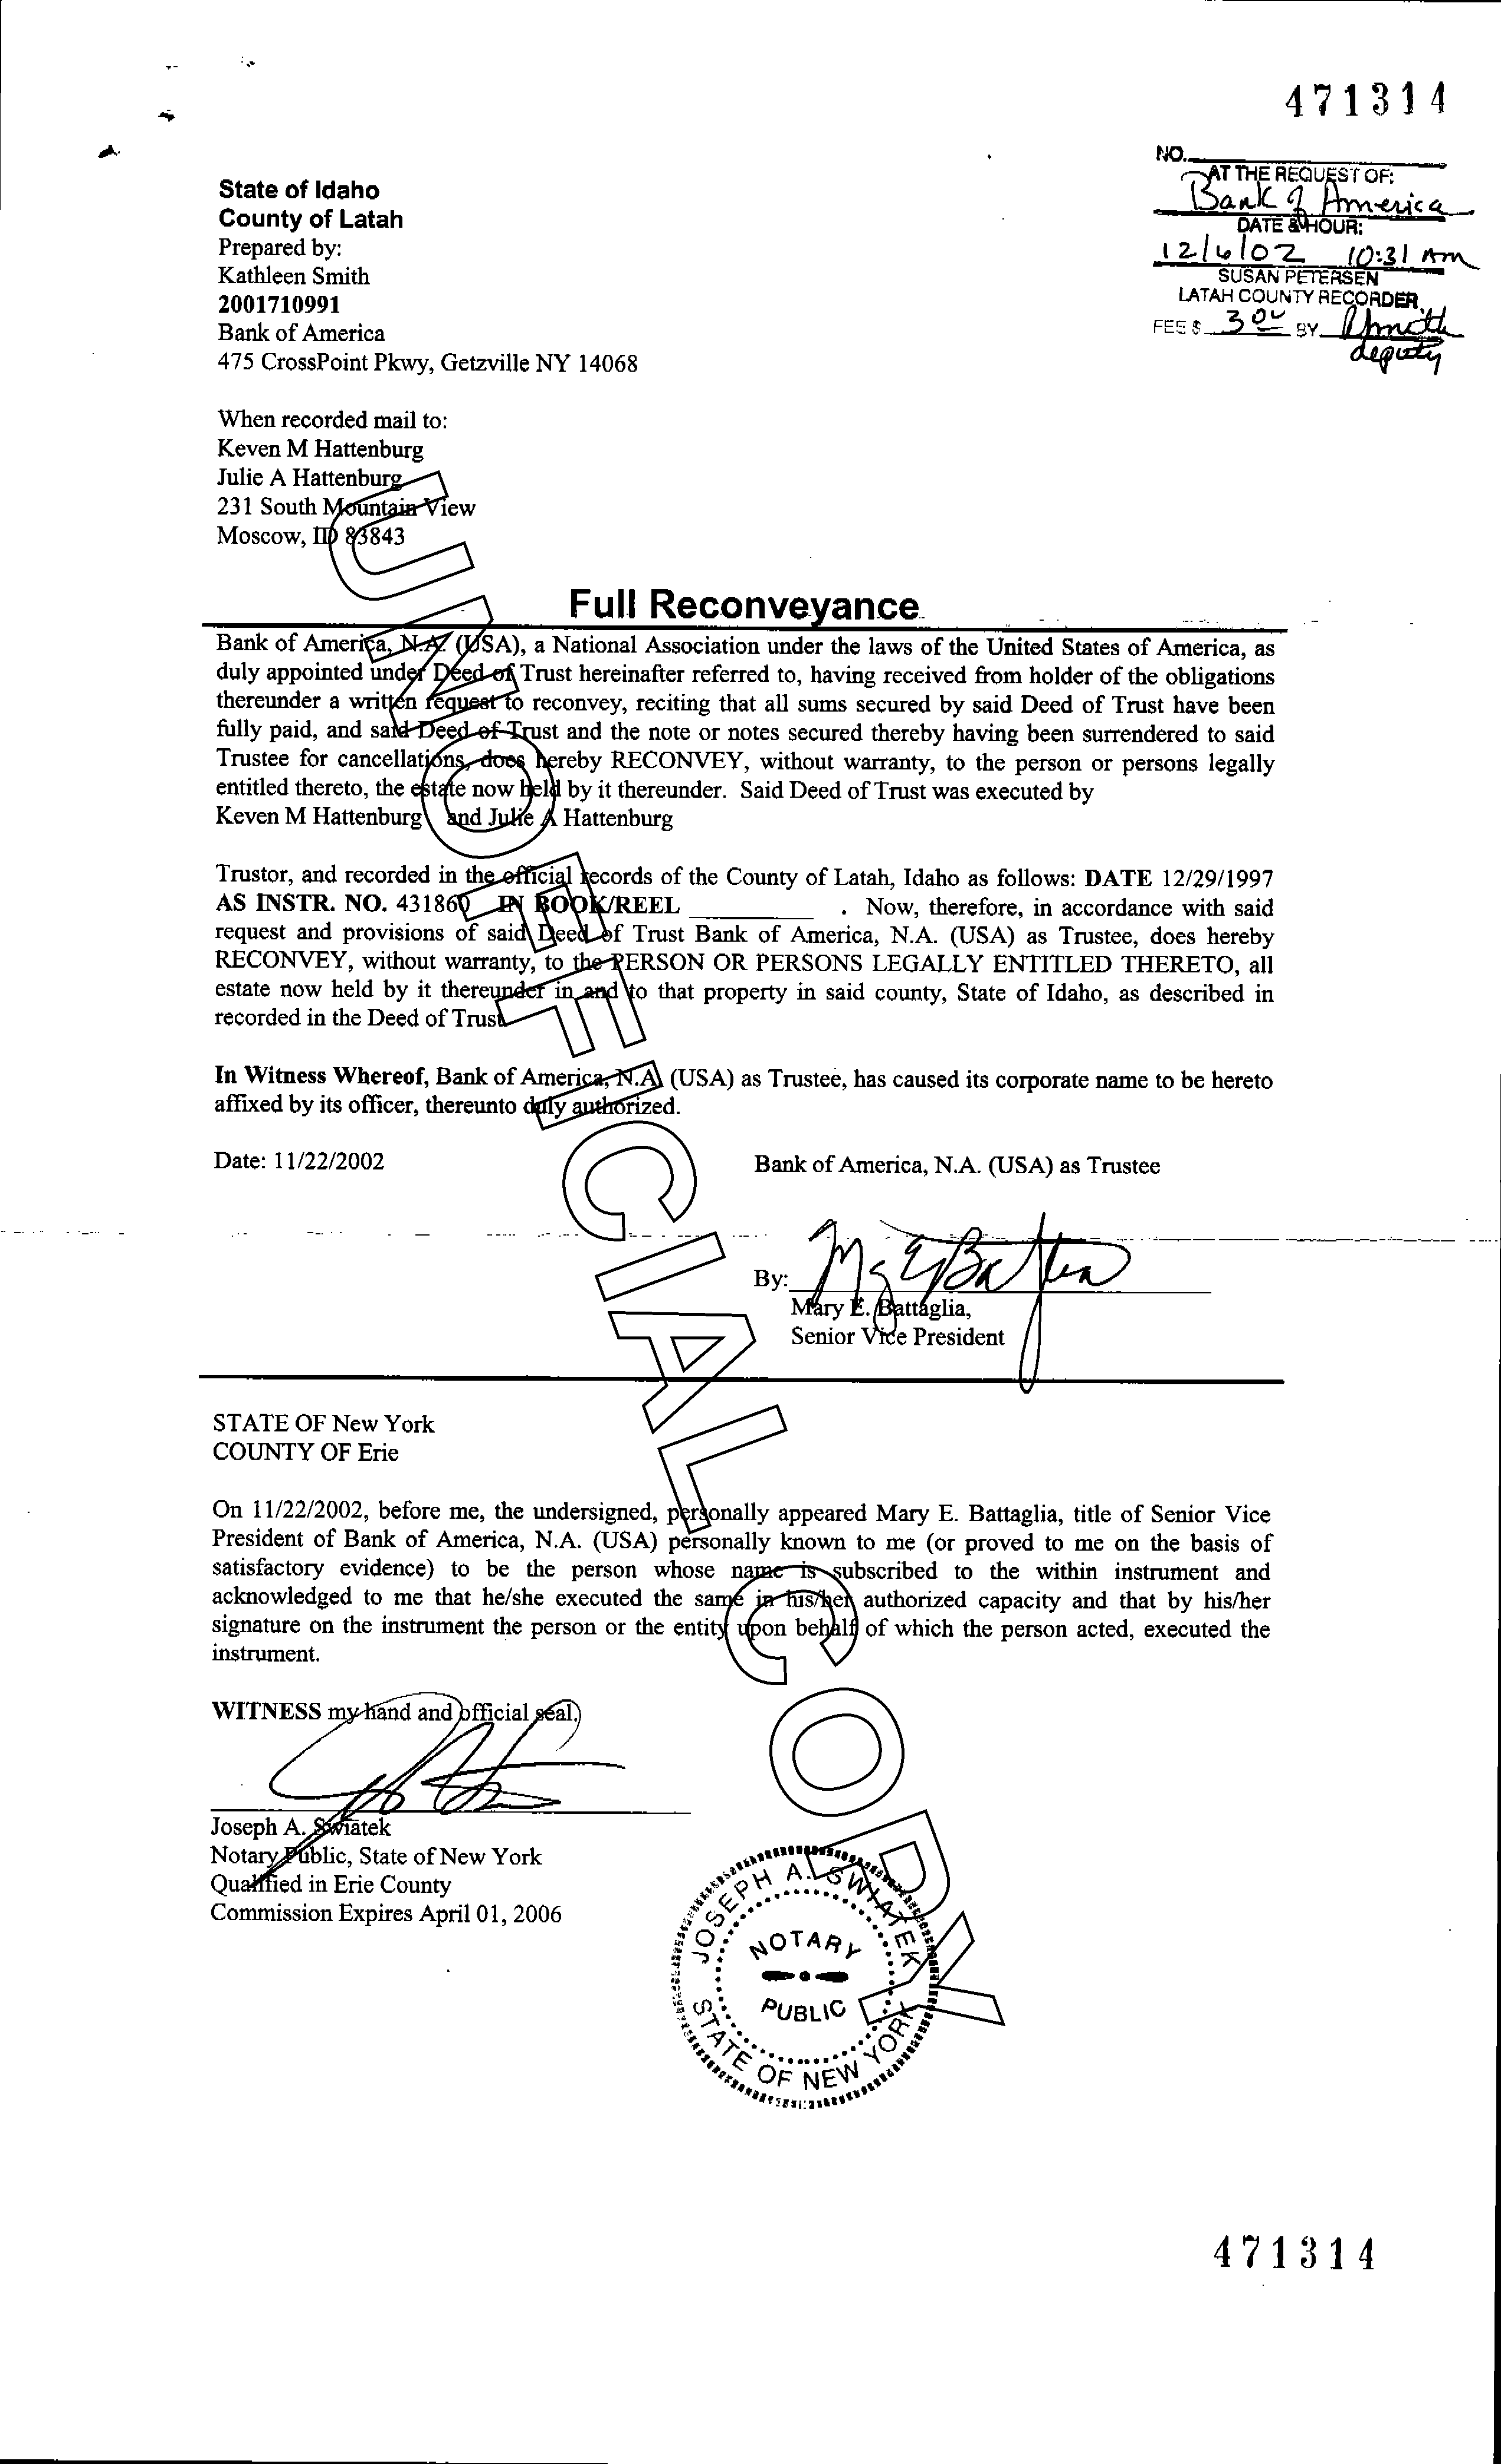 471314
NO.
AT THE REQUEST OF:
Bank of America
DATE & HOUR:
12/6/02 10:31 AM
SUSAN PETERSEN
LATAH COUNTY RECORDER
FEE $ 3.00 BY
deputy
State of Idaho
County of Latah
Prepared by:
Kathleen Smith
2001710991
Bank of America
475 CrossPoint Pkwy, Getzville NY 14068
When recorded mail to:
Keven M Hattenburg
Julie A Hattenburg
231 South Mountain View
Moscow, ID 83843
Full Reconveyance
Bank of America, N.A. (USA), a National Association under the laws of the United States of America, as
duly appointed under Deed of Trust hereinafter referred to, having received from holder of the obligations
thereunder a written request to reconvey, reciting that all sums secured by said Deed of Trust have been
fully paid, and said Deed of Trust and the note or notes secured thereby having been surrendered to said
Trustee for cancellations, does hereby RECONVEY, without warranty, to the person or persons legally
entitled thereto, the estate now held by it thereunder. Said Deed of Trust was executed by
Keven M Hattenburg and Julie A Hattenburg
Trustor, and recorded in the official records of the County of Latah, Idaho as follows: DATE 12/29/1997
AS INSTR. NO. 431860 IN BOOK/REEL ____________ . Now, therefore, in accordance with said
request and provisions of said Deed of Trust Bank of America, N.A. (USA) as Trustee, does hereby
RECONVEY, without warranty, to the PERSON OR PERSONS LEGALLY ENTITLED THERETO, all
estate now held by it thereunder in and to that property in said county, State of Idaho, as described in
recorded in the Deed of Trust.
In Witness Whereof, Bank of America, N.A. (USA) as Trustee, has caused its corporate name to be hereto
affixed by its officer, thereunto duly authorized.
Date: 11/22/2002
Bank of America, N.A. (USA) as Trustee
By:
Mary E. Battaglia,
Senior Vice President
STATE OF New York
COUNTY OF Erie
On 11/22/2002, before me, the undersigned, personally appeared Mary E. Battaglia, title of Senior Vice
President of Bank of America, N.A. (USA) personally known to me (or proved to me on the basis of
satisfactory evidence) to be the person whose name is subscribed to the within instrument and
acknowledged to me that he/she executed the same in his/her authorized capacity and that by his/her
signature on the instrument the person or the entity upon behalf of which the person acted, executed the
instrument.
WITNESS my hand and official seal.
Joseph A. Swiatek
Notary Public, State of New York
Qualified in Erie County
Commission Expires April 01, 2006
JOSEPH A. SWIATEK
NOTARY
PUBLIC
STATE OF NEW YORK
UNOFFICIAL COPY
471314